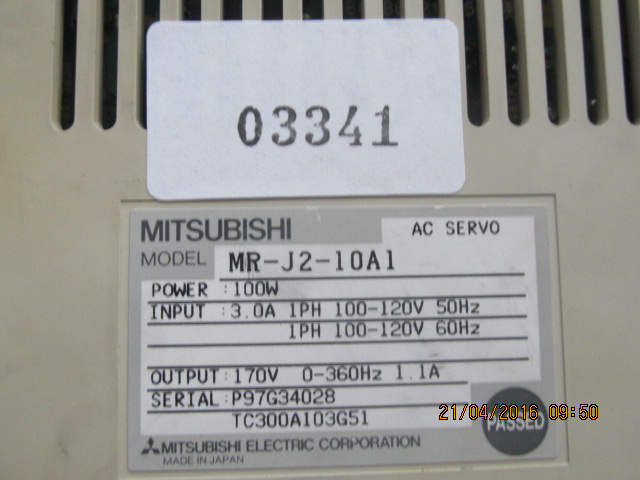 03341
MITSUBISHI AC SERVO
MODEL MR-J2-10A1
POWER :100W
INPUT :3.0A 1PH 100-120V 50Hz
1PH 100-120V 60Hz
OUTPUT:170V 0-360Hz 1.1A
SERIAL:P97G34028
TC300A103G51
21/04/2016 09:50
PASSED
MITSUBISHI ELECTRIC CORPORATION
MADE IN JAPAN